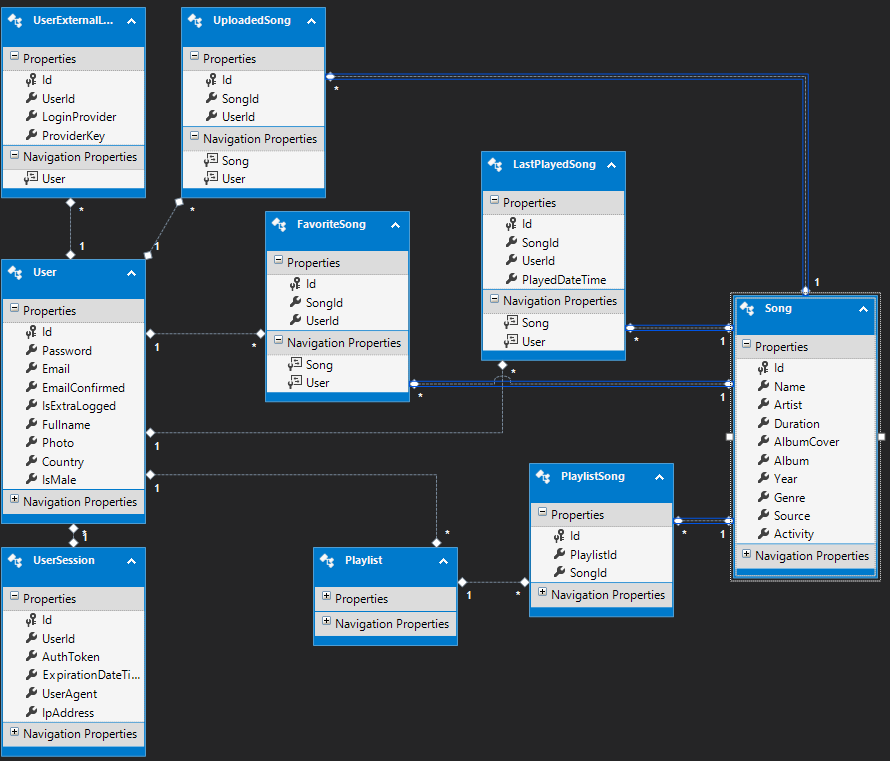 UserExternalL...
Properties
Id
UserId
LoginProvider
ProviderKey
Navigation Properties
User
UploadedSong
Properties
Id
SongId
UserId
Navigation Properties
Song
User
*
*
1
*
1
LastPlayedSong
Properties
Id
SongId
UserId
PlayedDateTime
Navigation Properties
Song
User
*
FavoriteSong
Properties
Id
SongId
UserId
Navigation Properties
Song
User
User
Properties
Id
Password
Email
EmailConfirmed
IsExtraLogged
Fullname
Photo
Country
IsMale
Navigation Properties
1
*
1
*
1
1
1
*
1
*
1
Song
Properties
Id
Name
Artist
Duration
AlbumCover
Album
Year
Genre
Source
Activity
Navigation Properties
PlaylistSong
Properties
Id
PlaylistId
SongId
Navigation Properties
*
1
*
1
*
1
Playlist
Properties
Navigation Properties
1
*
UserSession
Properties
Id
UserId
AuthToken
ExpirationDateTi...
UserAgent
IpAddress
Navigation Properties